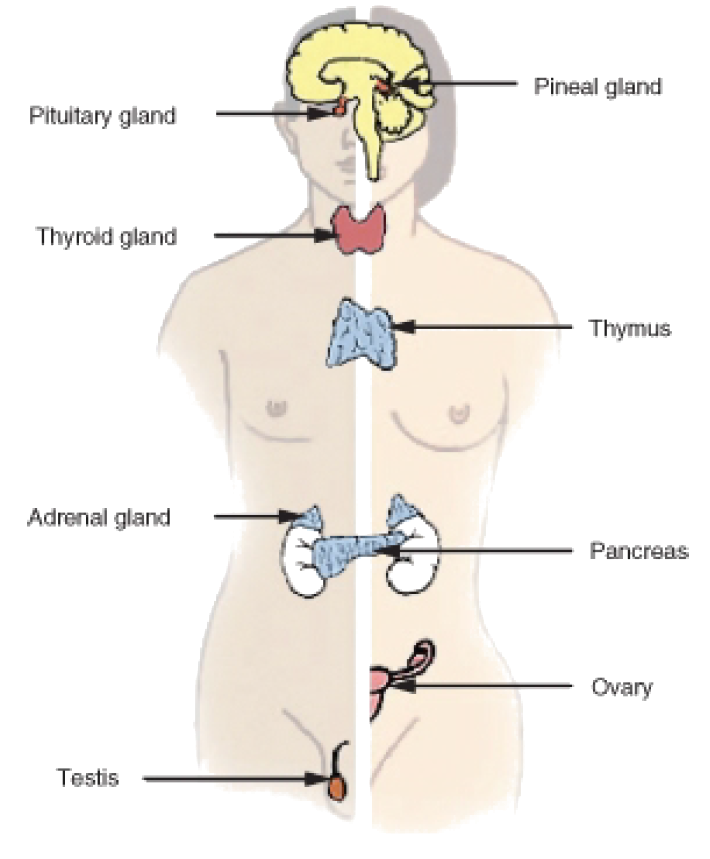 Pineal gland
Pituitary gland
Thyroid gland
Thymus
Adrenal gland
Pancreas
Ovary
Testis